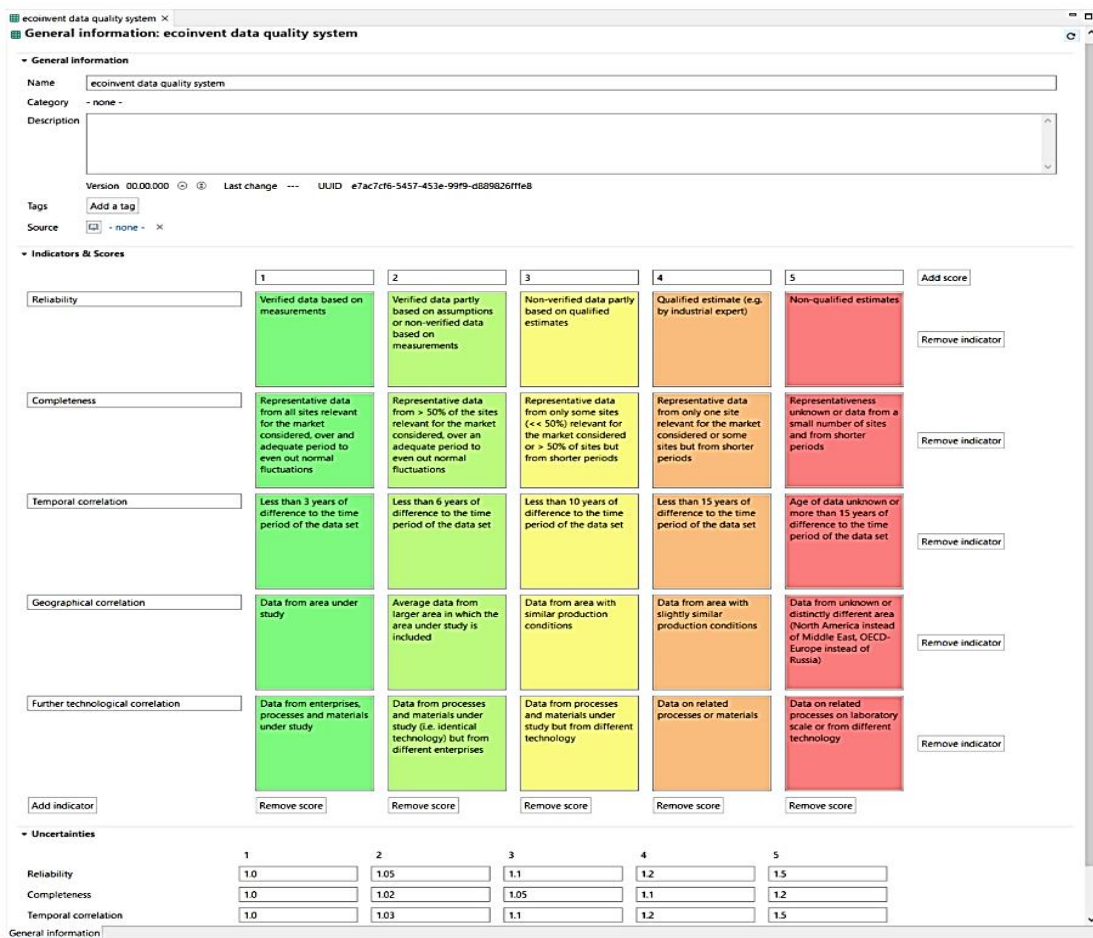 ecoinvent data quality system
General information: ecoinvent data quality system
General information
Name ecoinvent data quality system
Category - none -
Description
Version 00.00.000 Last change --- UUID e7ac7cf6-5457-453e-99f9-d889826fffe8
Tags Add a tag
Source - none -
Indicators & Scores
1 2 3 4 5 Add score
Reliability
Verified data based on
measurements
Verified data partly
based on assumptions
or non-verified data
based on
measurements
Non-verified data partly
based on qualified
estimates
Qualified estimate (e.g.
by industrial expert)
Non-qualified estimates
Remove indicator
Completeness
Representative data
from all sites relevant
for the market
considered, over and
adequate period to
even out normal
fluctuations
Representative data
from > 50% of the sites
relevant for the market
considered, over an
adequate period to
even out normal
fluctuations
Representative data
from only some sites
(<< 50%) relevant for
the market considered
or > 50% of sites but
from shorter periods
Representative data
from only one site
relevant for the market
considered or some
sites but from shorter
periods
Representativeness
unknown or data from a
small number of sites
and from shorter
periods
Remove indicator
Temporal correlation
Less than 3 years of
difference to the time
period of the data set
Less than 6 years of
difference to the time
period of the data set
Less than 10 years of
difference to the time
period of the data set
Less than 15 years of
difference to the time
period of the data set
Age of data unknown or
more than 15 years of
difference to the time
period of the data set
Remove indicator
Geographical correlation
Data from area under
study
Average data from
larger area in which the
area under study is
included
Data from area with
similar production
conditions
Data from area with
slightly similar
production conditions
Data from unknown or
distinctly different area
(North America instead
of Middle East, OECD-
Europe instead of
Russia)
Remove indicator
Further technological correlation
Data from enterprises,
processes and materials
under study
Data from processes
and materials under
study (i.e. identical
technology) but from
different enterprises
Data from processes
and materials under
study but from different
technology
Data on related
processes or materials
Data on related
processes on laboratory
scale or from different
technology
Remove indicator
Add indicator Remove score Remove score Remove score Remove score Remove score
Uncertainties
1 2 3 4 5
Reliability 1.0 1.05 1.1 1.2 1.5
Completeness 1.0 1.02 1.05 1.1 1.2
Temporal correlation 1.0 1.03 1.1 1.2 1.5
General information